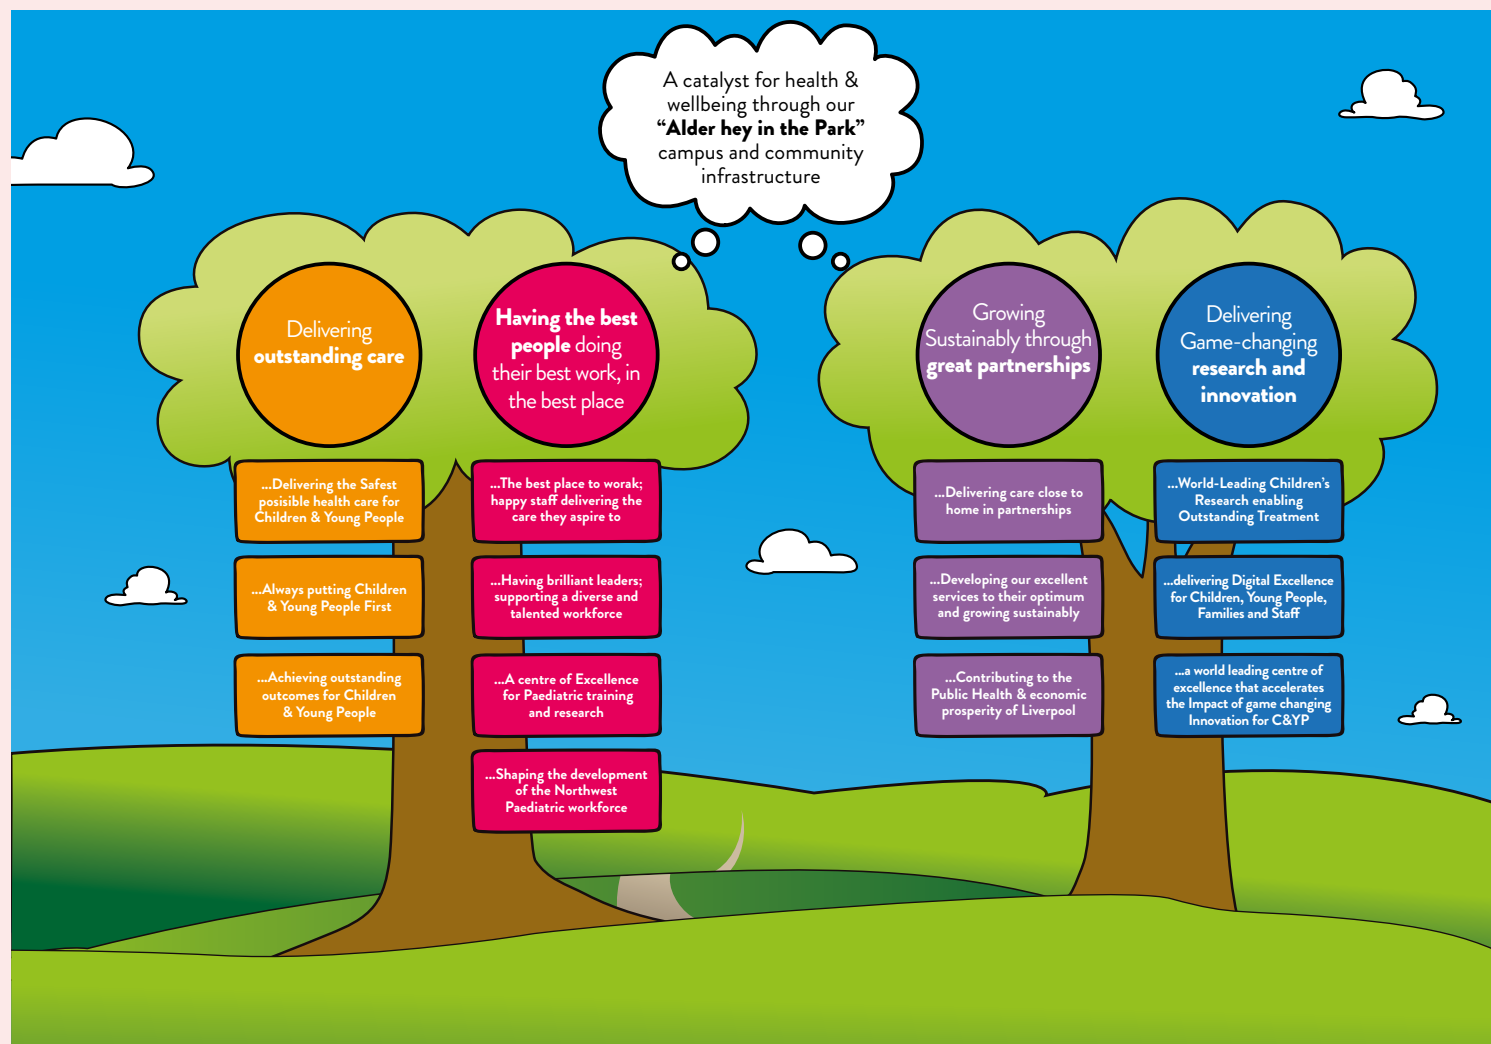 A catalyst for health &
wellbeing through our
“Alder hey in the Park”
campus and community
infrastructure
Delivering
outstanding care
...Delivering the Safest
posisible health care for
Children & Young People
...Always putting Children
& Young People First
...Achieving outstanding
outcomes for Children
& Young People
Having the best
people doing
their best work, in
the best place
...The best place to worak;
happy staff delivering the
care they aspire to
...Having brilliant leaders;
supporting a diverse and
talented workforce
...A centre of Excellence
for Paediatric training
and research
...Shaping the development
of the Northwest
Paediatric workforce
Growing
Sustainably through
great partnerships
...Delivering care close to
home in partnerships
...Developing our excellent
services to their optimum
and growing sustainably
...Contributing to the
Public Health & economic
prosperity of Liverpool
Delivering
Game-changing
research and
innovation
...World-Leading Children’s
Research enabling
Outstanding Treatment
...delivering Digital Excellence
for Children, Young People,
Families and Staff
...a world leading centre of
excellence that accelerates
the Impact of game changing
Innovation for C&YP